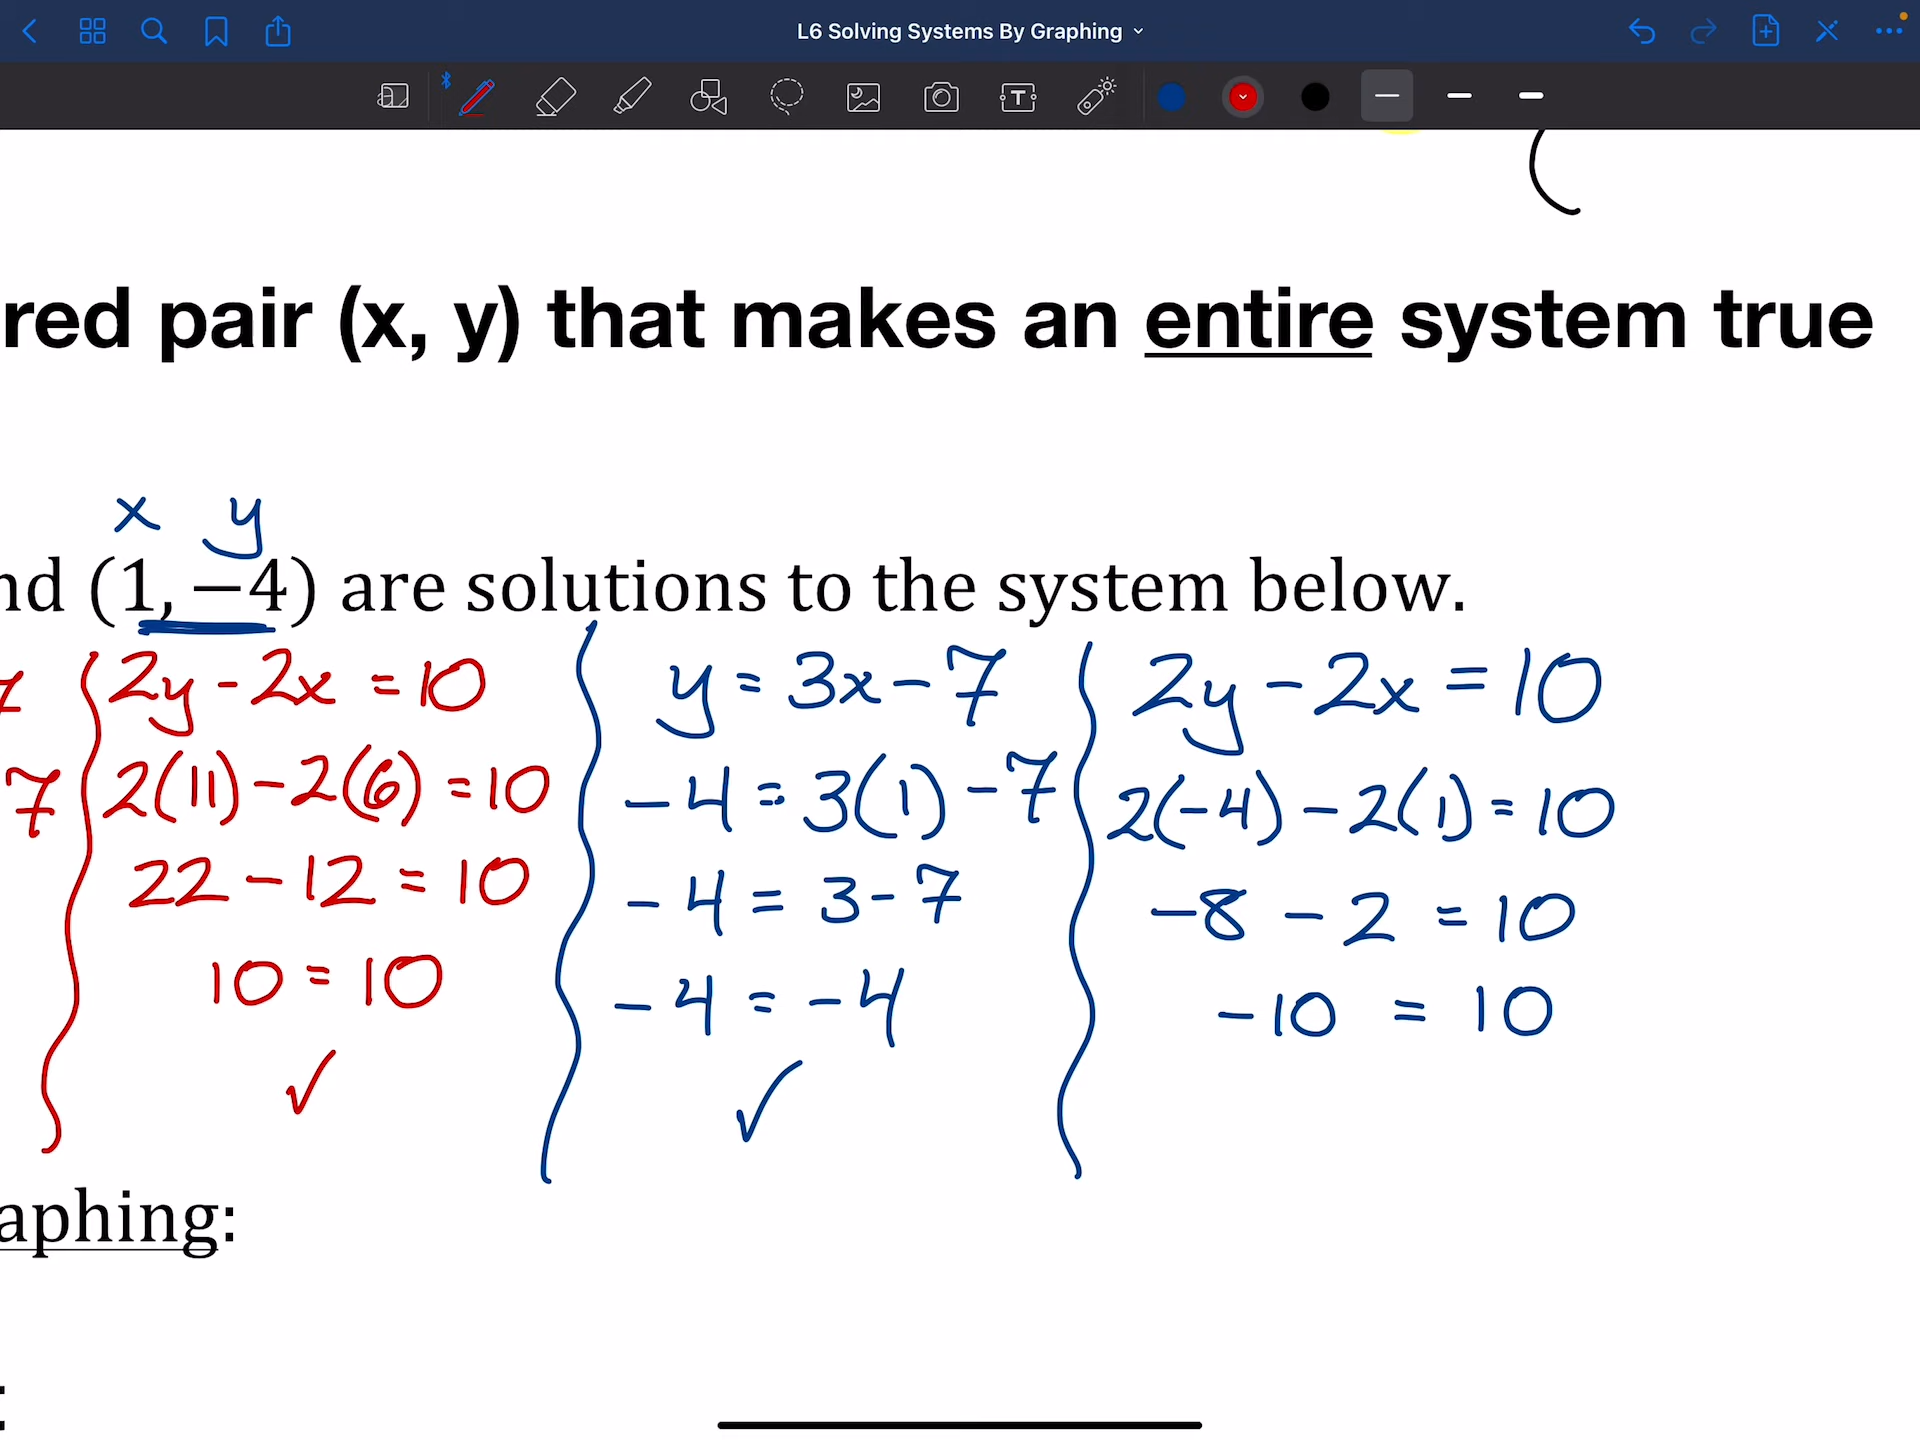 L6 Solving Systems By Graphing
T
red pair (x, y) that makes an entire system true
x y
nd (1, −4) are solutions to the system below.
7
2y - 2x = 10
y = 3x - 7
2y - 2x = 10
7
2(11) - 2(6) = 10
-4 = 3(1) - 7
2(-4) - 2(1) = 10
22 - 12 = 10
-4 = 3 - 7
-8 - 2 = 10
10 = 10
-4 = -4
-10 = 10
✓
✓
aphing:
: